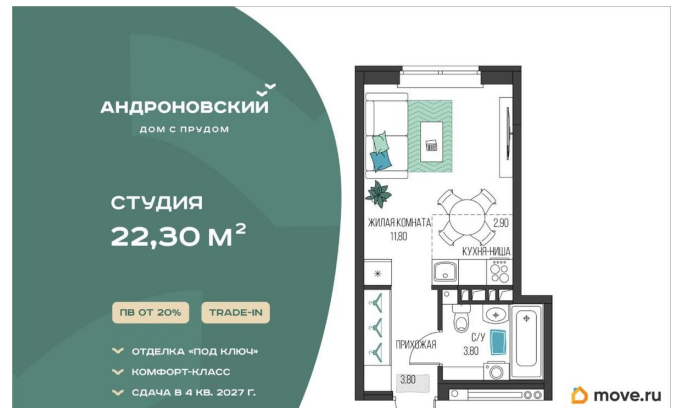 АНДРОНОВСКИЙ
ДОМ С ПРУДОМ
СТУДИЯ
22,30 М²
ПВ ОТ 20%
TRADE-IN
ОТДЕЛКА «ПОД КЛЮЧ»
КОМФОРТ-КЛАСС
СДАЧА В 4 КВ. 2027 Г.
ЖИЛАЯ КОМНАТА
11,80
2,90
КУХНЯ-НИША
ПРИХОЖАЯ
3,80
С/У
3,80
move.ru